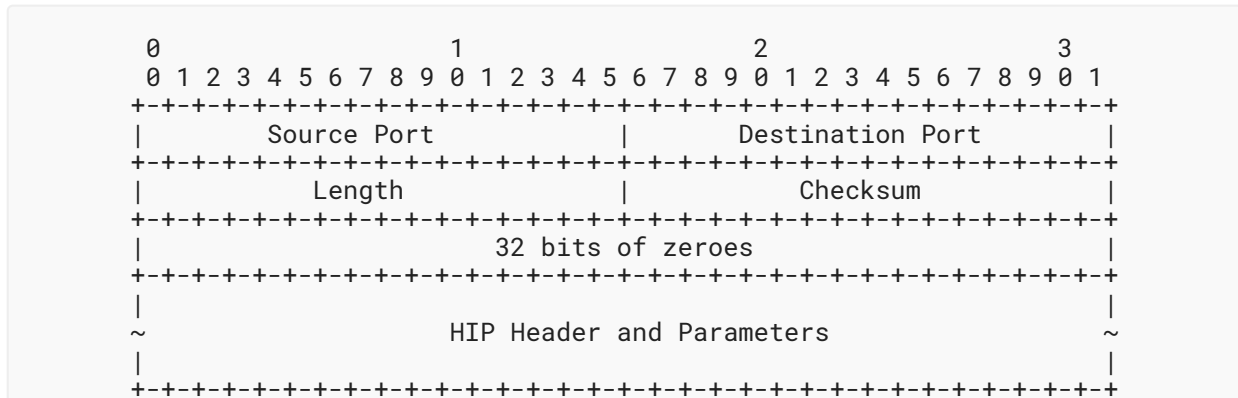 0                   1                   2                   3
 0 1 2 3 4 5 6 7 8 9 0 1 2 3 4 5 6 7 8 9 0 1 2 3 4 5 6 7 8 9 0 1
+-+-+-+-+-+-+-+-+-+-+-+-+-+-+-+-+-+-+-+-+-+-+-+-+-+-+-+-+-+-+-+-+
|        Source Port            |       Destination Port        |
+-+-+-+-+-+-+-+-+-+-+-+-+-+-+-+-+-+-+-+-+-+-+-+-+-+-+-+-+-+-+-+-+
|           Length              |           Checksum            |
+-+-+-+-+-+-+-+-+-+-+-+-+-+-+-+-+-+-+-+-+-+-+-+-+-+-+-+-+-+-+-+-+
|                       32 bits of zeroes                       |
+-+-+-+-+-+-+-+-+-+-+-+-+-+-+-+-+-+-+-+-+-+-+-+-+-+-+-+-+-+-+-+-+
|                                                               |
~                    HIP Header and Parameters                  ~
|                                                               |
+-+-+-+-+-+-+-+-+-+-+-+-+-+-+-+-+-+-+-+-+-+-+-+-+-+-+-+-+-+-+-+-+